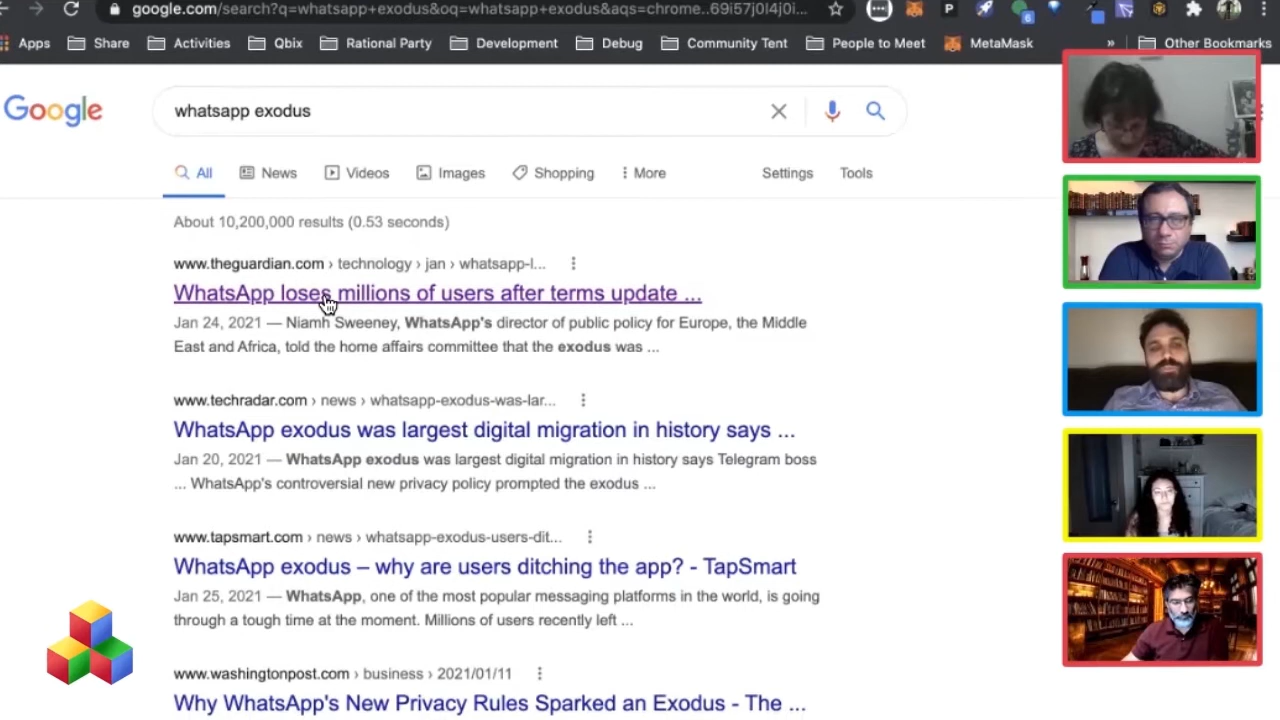 google.com/search?q=whatsapp+exodus&oq=whatsapp+exodus&aqs=chrome..69i57j0l4j0i...
6
Apps Share Activities Qbix Rational Party Development Debug Community Tent People to Meet MetaMask » Other Bookmarks
Google
whatsapp exodus
All News Videos Images Shopping More Settings Tools
About 10,200,000 results (0.53 seconds)
www.theguardian.com › technology › jan › whatsapp-l...
WhatsApp loses millions of users after terms update ...
Jan 24, 2021 — Niamh Sweeney, WhatsApp's director of public policy for Europe, the Middle
East and Africa, told the home affairs committee that the exodus was ...
www.techradar.com › news › whatsapp-exodus-was-lar...
WhatsApp exodus was largest digital migration in history says ...
Jan 20, 2021 — WhatsApp exodus was largest digital migration in history says Telegram boss
... WhatsApp's controversial new privacy policy prompted the exodus ...
www.tapsmart.com › news › whatsapp-exodus-users-dit...
WhatsApp exodus – why are users ditching the app? - TapSmart
Jan 25, 2021 — WhatsApp, one of the most popular messaging platforms in the world, is going
through a tough time at the moment. Millions of users recently left ...
www.washingtonpost.com › business › 2021/01/11
Why WhatsApp's New Privacy Rules Sparked an Exodus - The ...